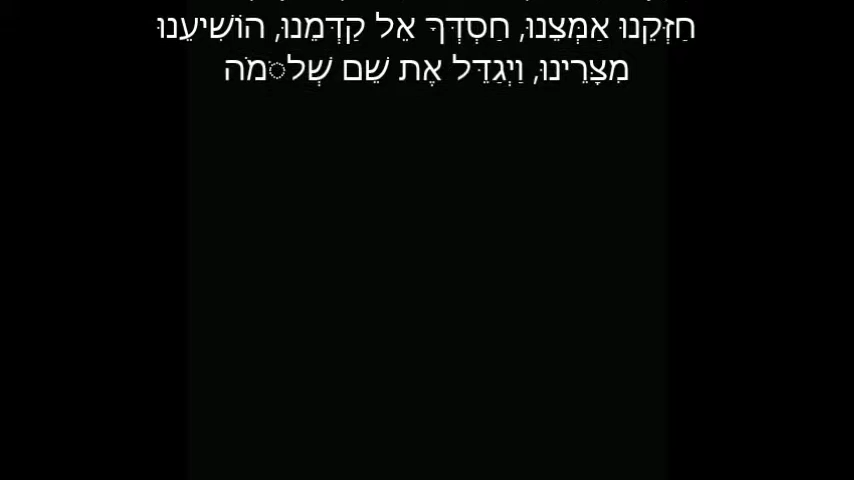 חַזְּקֵנוּ אַמְּצֵנוּ, חַסְדְּךָ אֵל קַדְּמֵנוּ, הוֹשִׁיעֵנוּ
מִצָּרֵינוּ, וַיְגַדֵּל אֶת שֵׁם שְׁלֹמֹה